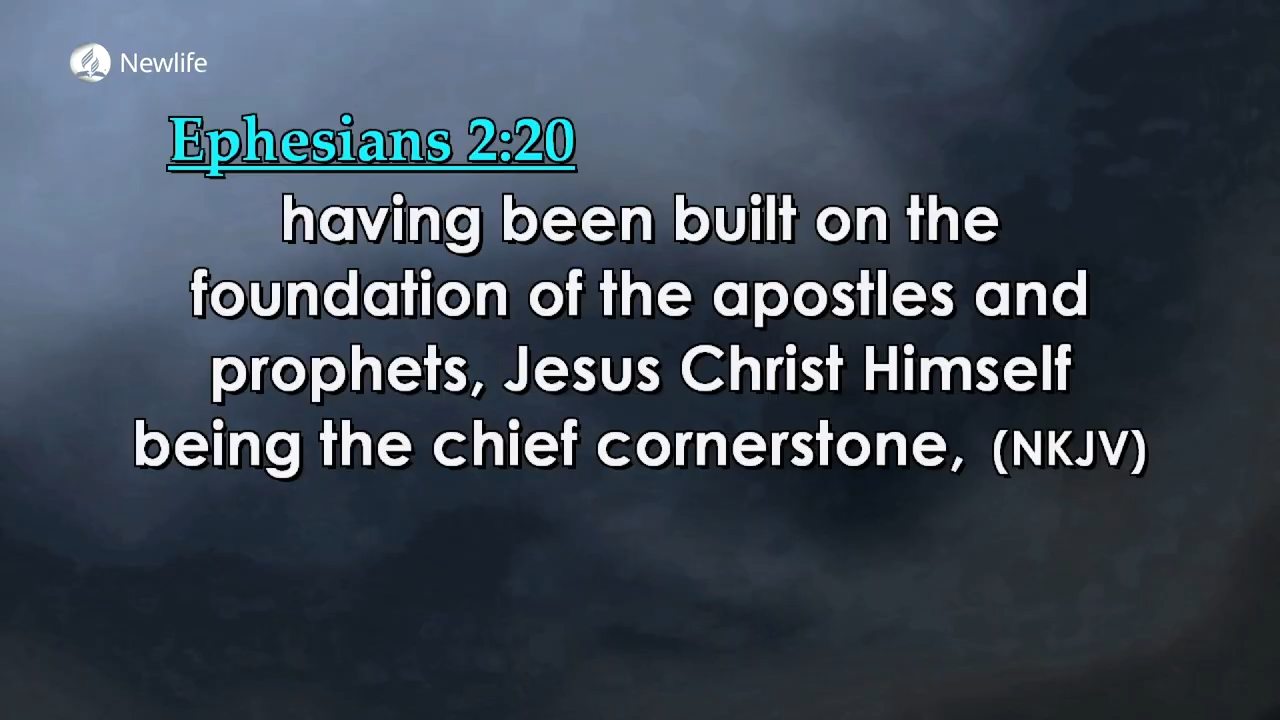 Newlife
Ephesians 2:20
having been built on the
foundation of the apostles and
prophets, Jesus Christ Himself
being the chief cornerstone, (NKJV)